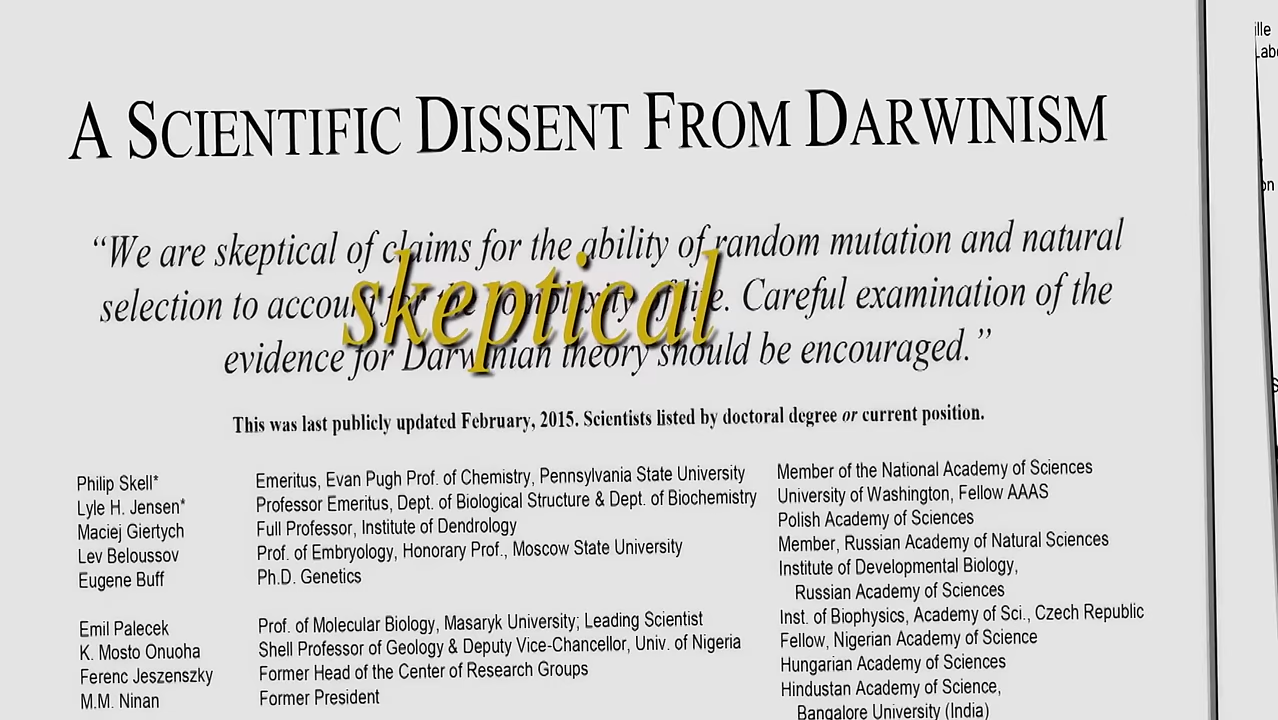 A SCIENTIFIC DISSENT FROM DARWINISM
“We are skeptical of claims for the ability of random mutation and natural
selection to account for the complexity of life. Careful examination of the
skeptical
evidence for Darwinian theory should be encouraged.”
This was last publicly updated February, 2015. Scientists listed by doctoral degree or current position.
Philip Skell* Emeritus, Evan Pugh Prof. of Chemistry, Pennsylvania State University Member of the National Academy of Sciences
Lyle H. Jensen* Professor Emeritus, Dept. of Biological Structure & Dept. of Biochemistry University of Washington, Fellow AAAS
Maciej Giertych Full Professor, Institute of Dendrology Polish Academy of Sciences
Lev Beloussov Prof. of Embryology, Honorary Prof., Moscow State University Member, Russian Academy of Natural Sciences
Eugene Buff Ph.D. Genetics Institute of Developmental Biology,
Russian Academy of Sciences
Emil Palecek Prof. of Molecular Biology, Masaryk University; Leading Scientist Inst. of Biophysics, Academy of Sci., Czech Republic
K. Mosto Onuoha Shell Professor of Geology & Deputy Vice-Chancellor, Univ. of Nigeria Fellow, Nigerian Academy of Science
Ferenc Jeszenszky Former Head of the Center of Research Groups Hungarian Academy of Sciences
M.M. Ninan Former President Hindustan Academy of Science,
Bangalore University (India)